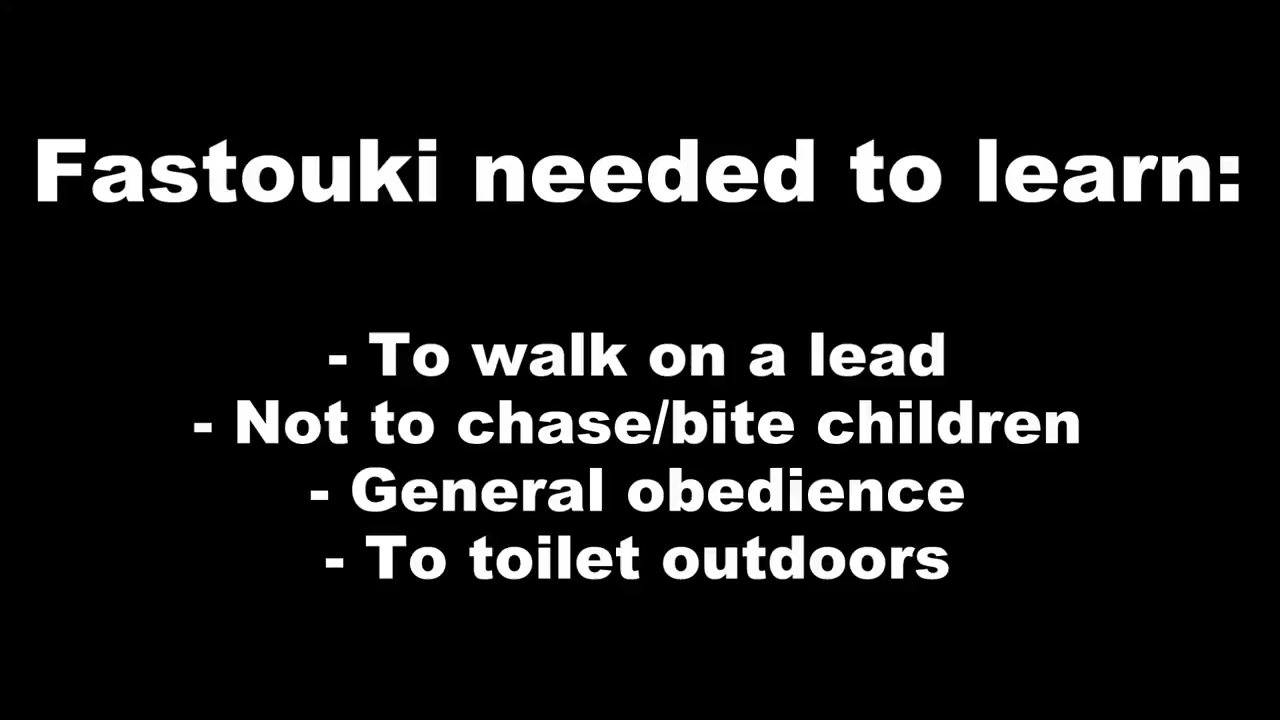 Fastouki needed to learn:
- To walk on a lead
- Not to chase/bite children
- General obedience
- To toilet outdoors